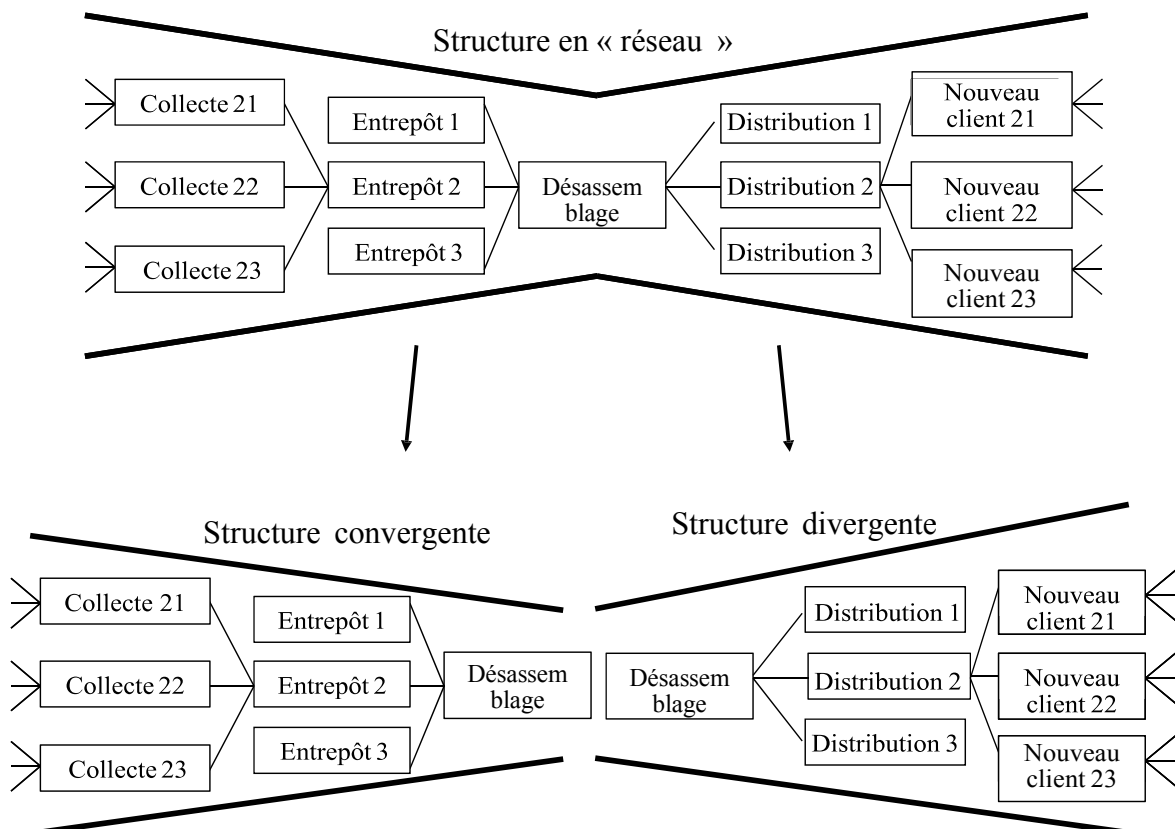 Structure en « réseau »
Collecte 21
Collecte 22
Collecte 23
Entrepôt 1
Entrepôt 2
Entrepôt 3
Désassem
blage
Distribution 1
Distribution 2
Distribution 3
Nouveau
client 21
Nouveau
client 22
Nouveau
client 23
Structure convergente
Collecte 21
Collecte 22
Collecte 23
Entrepôt 1
Entrepôt 2
Entrepôt 3
Désassem
blage
Structure divergente
Désassem
blage
Distribution 1
Distribution 2
Distribution 3
Nouveau
client 21
Nouveau
client 22
Nouveau
client 23